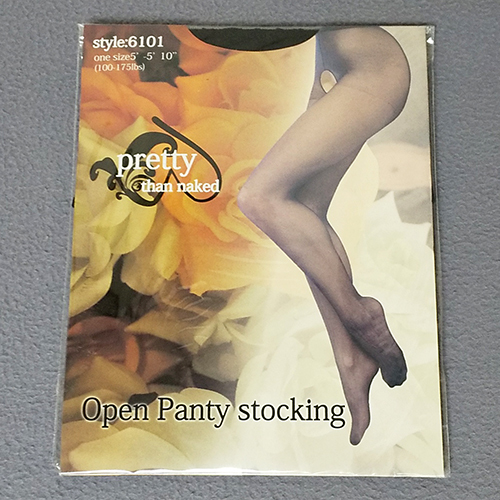 style:6101
one size5' -5' 10"
(100-175lbs)
pretty
than naked
Open Panty stocking